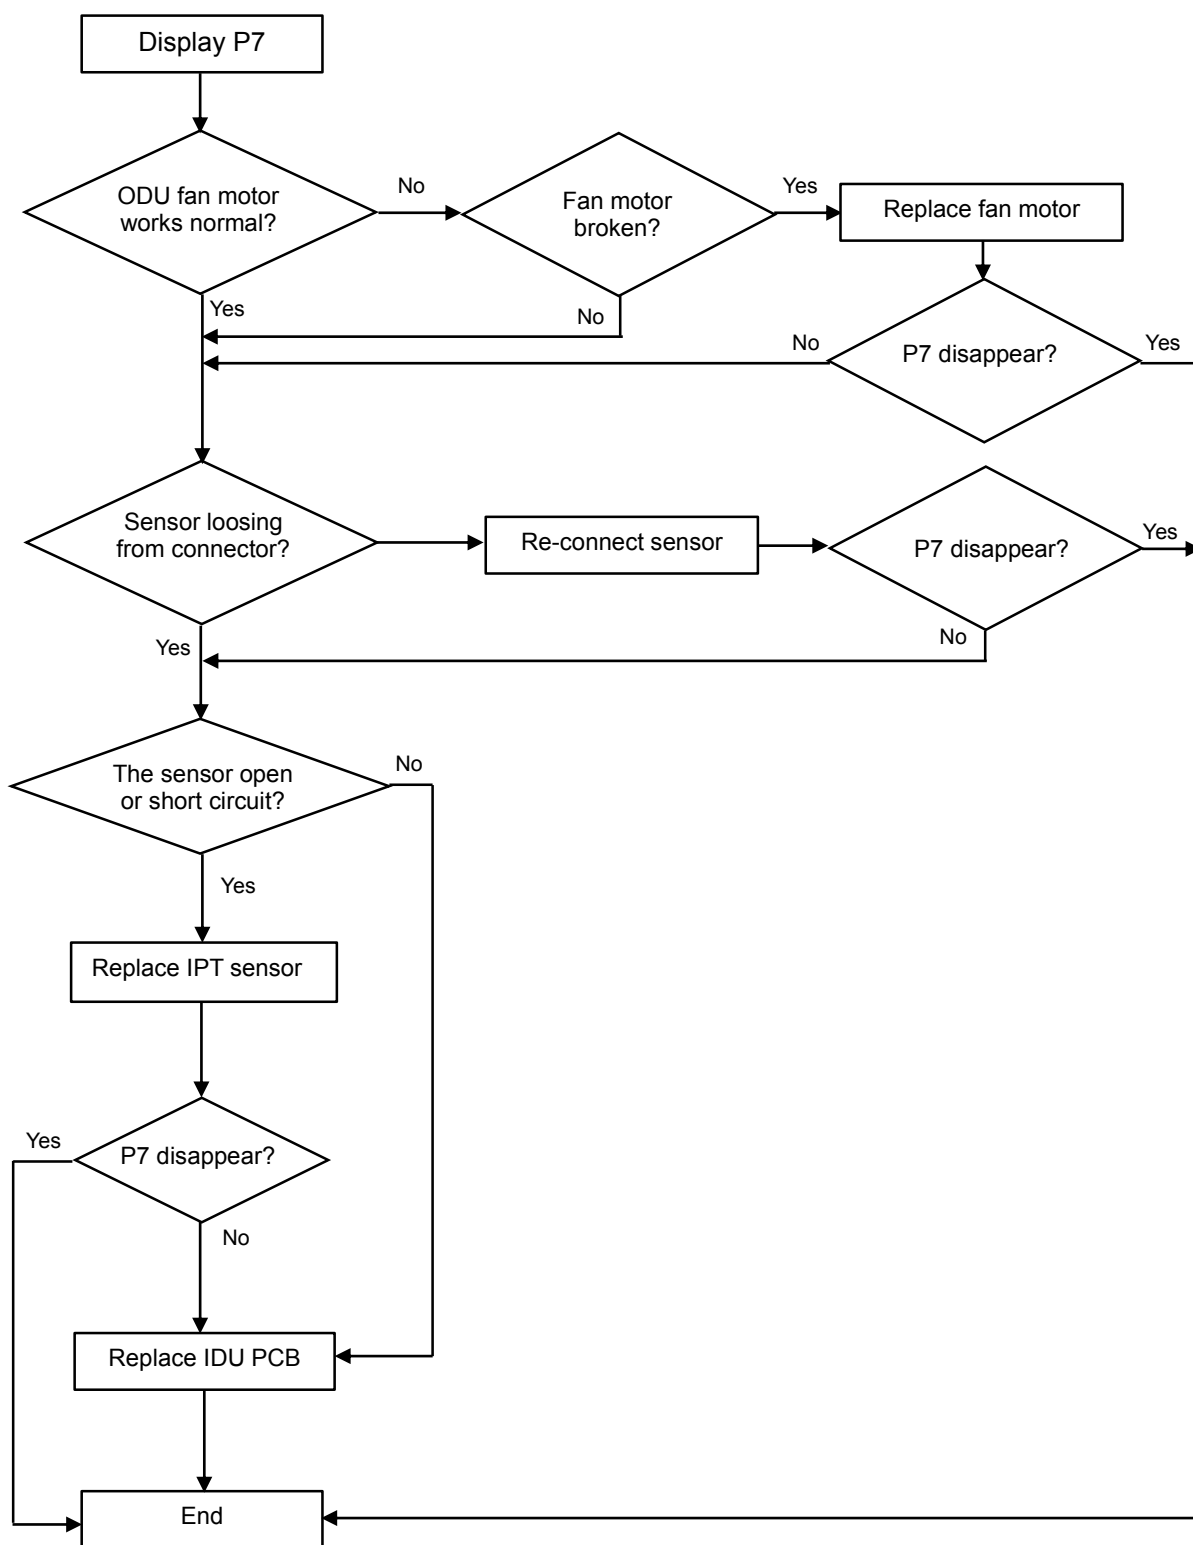 Display P7
ODU fan motor
works normal?
No
Fan motor
broken?
Yes
Replace fan motor
Yes
No
No
P7 disappear?
Yes
Sensor loosing
from connector?
Re-connect sensor
P7 disappear?
Yes
Yes
No
The sensor open
or short circuit?
No
Yes
Replace IPT sensor
Yes
P7 disappear?
No
Replace IDU PCB
End